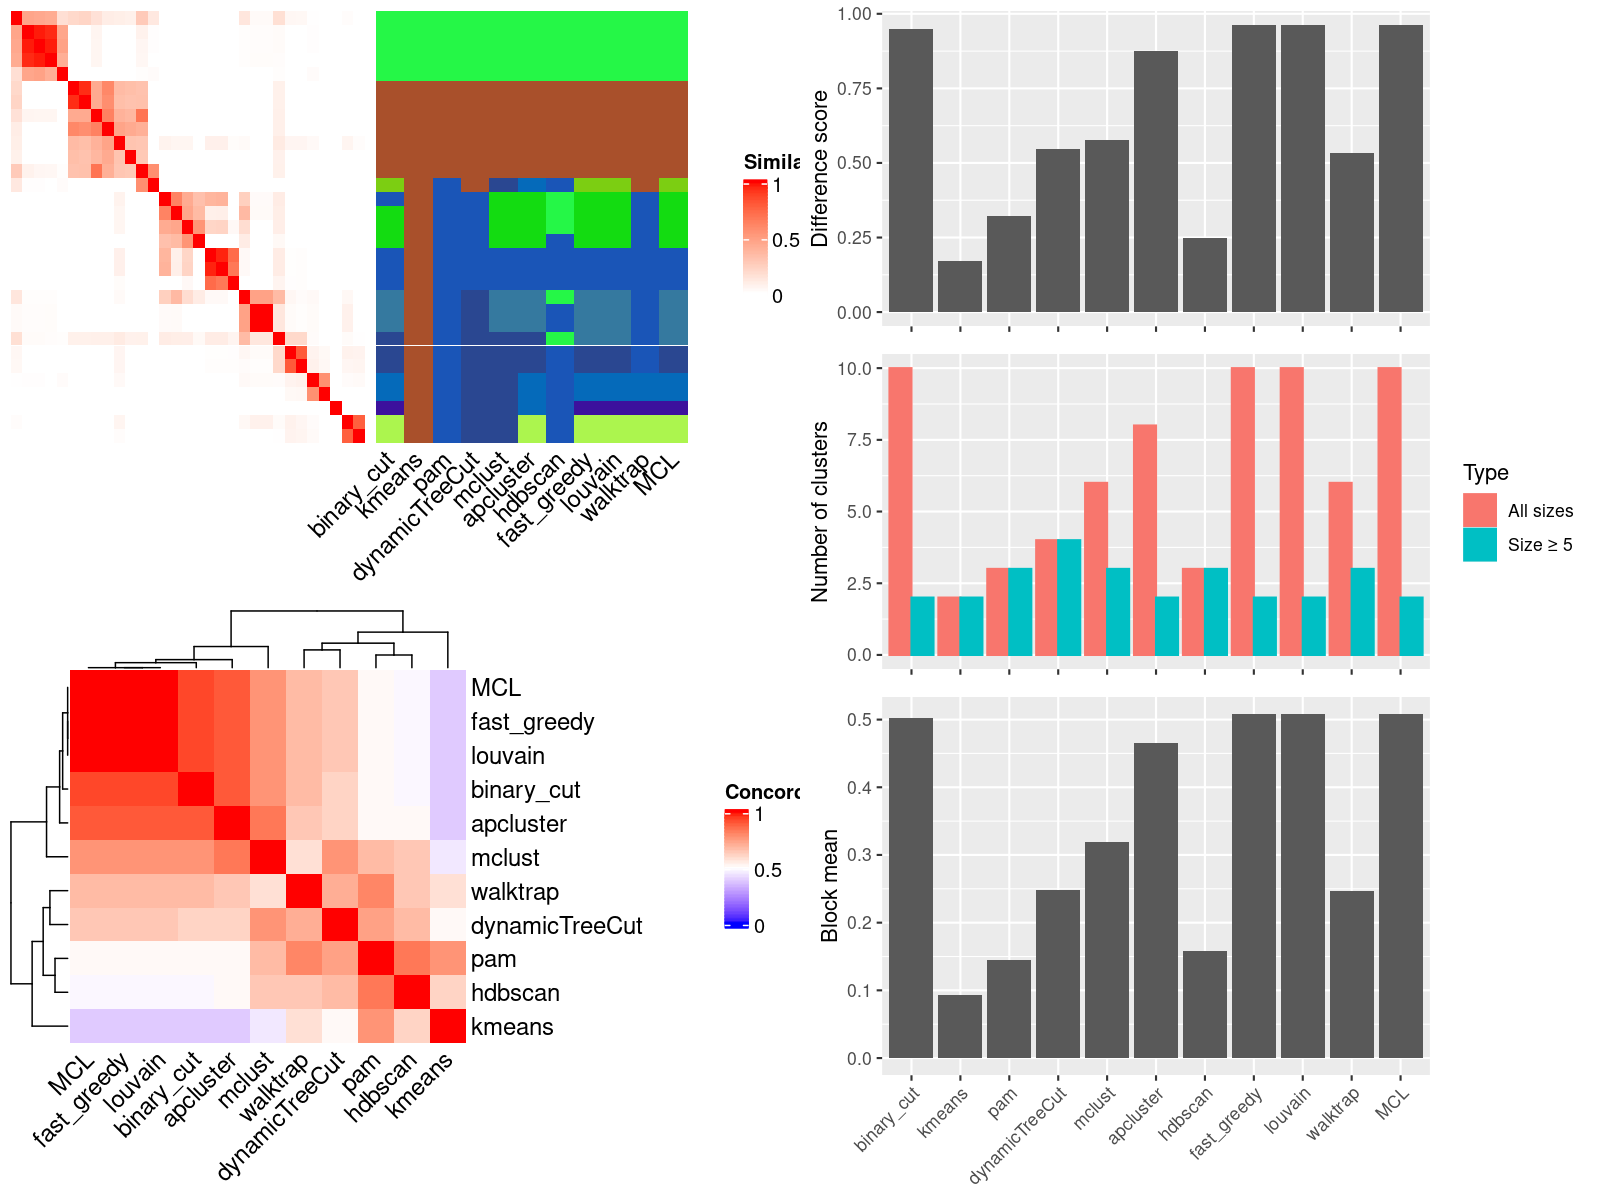 Simila
1
0.5
0
binary_cut
kmeans
pam
dynamicTreeCut
mclust
apcluster
hdbscan
fast_greedy
louvain
walktrap
MCL
MCL
fast_greedy
louvain
binary_cut
apcluster
mclust
walktrap
dynamicTreeCut
pam
hdbscan
kmeans
MCL
fast_greedy
louvain
binary_cut
apcluster
mclust
walktrap
dynamicTreeCut
pam
hdbscan
kmeans
Concord
1
0.5
0
Difference score
1.00
0.75
0.50
0.25
0.00
Number of clusters
10.0
7.5
5.0
2.5
0.0
Type
All sizes
Size ≥ 5
Block mean
0.5
0.4
0.3
0.2
0.1
0.0
binary_cut
kmeans
pam
dynamicTreeCut
mclust
apcluster
hdbscan
fast_greedy
louvain
walktrap
MCL